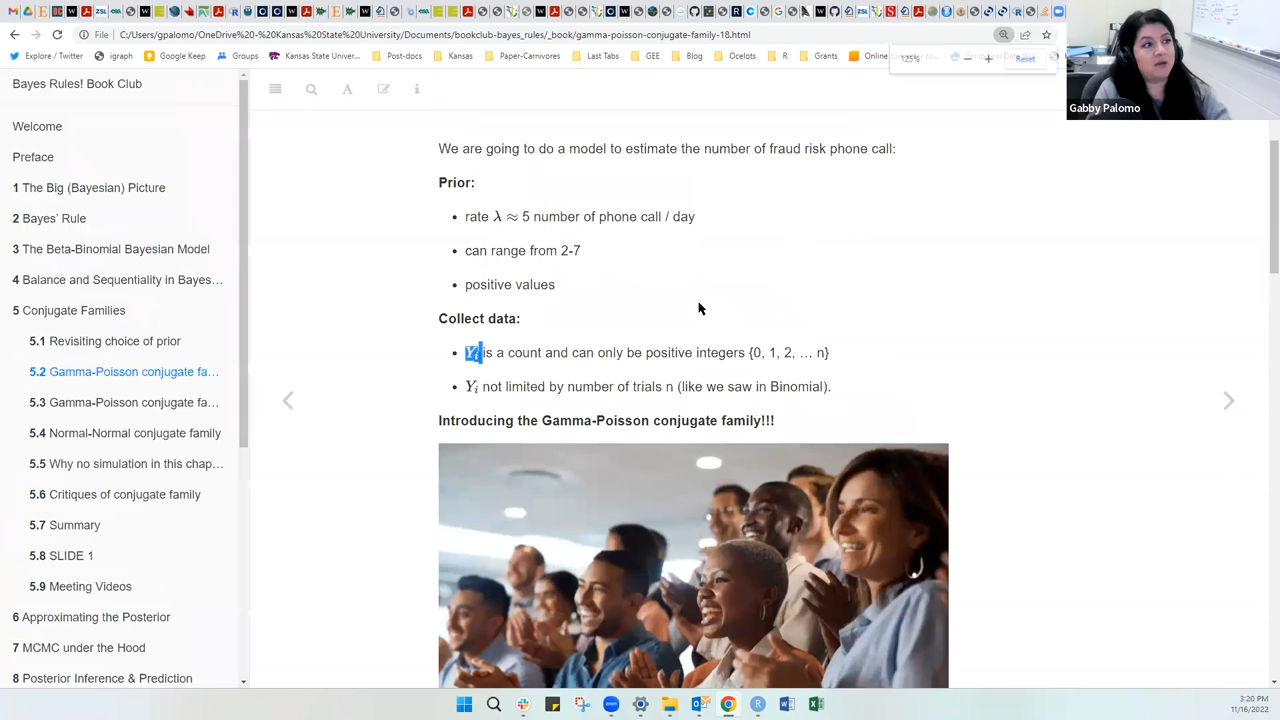 File
C:/Users/gpalomo/OneDrive%20-%20Kansas%20State%20University/Documents/bookclub-bayes_rules/_book/gamma-poisson-conjugate-family-18.html
Explore / Twitter
igraph
Google Keep
Kansas State Univer...
Post-docs
Kansas
Paper-Carnivores
Last Tabs
GEE
Blog
Ocelots
R
Grants
125%
Reset
Gabby Palomo
Bayes Rules! Book Club
Welcome
Preface
1 The Big (Bayesian) Picture
2 Bayes' Rule
3 The Beta-Binomial Bayesian Model
4 Balance and Sequentiality in Bayes…
5 Conjugate Families
5.1 Revisiting choice of prior
5.2 Gamma-Poisson conjugate fa…
5.3 Gamma-Poisson conjugate fa…
5.4 Normal-Normal conjugate family
5.5 Why no simulation in this chap…
5.6 Critiques of conjugate family
5.7 Summary
5.8 SLIDE 1
5.9 Meeting Videos
6 Approximating the Posterior
7 MCMC under the Hood
8 Posterior Inference & Prediction
We are going to do a model to estimate the number of fraud risk phone call:
Prior:
• rate λ ≈ 5 number of phone call / day
• can range from 2-7
• positive values
Collect data:
• Yi is a count and can only be positive integers {0, 1, 2, … n}
• Yi not limited by number of trials n (like we saw in Binomial).
Introducing the Gamma-Poisson conjugate family!!!
3:20 PM
11/16/2022